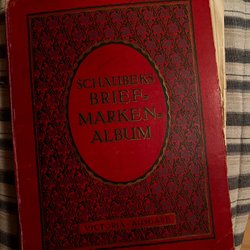 SCHAUBEKS
BRIEF-
MARKEN-
ALBUM